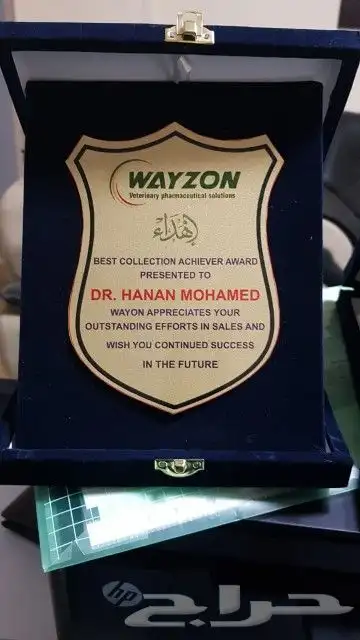 WAYZON
Veterinary pharmaceutical solutions
إهداء
BEST COLLECTION ACHIEVER AWARD
PRESENTED TO
DR. HANAN MOHAMED
WAYON APPRECIATES YOUR
OUTSTANDING EFFORTS IN SALES AND
WISH YOU CONTINUED SUCCESS
IN THE FUTURE
hp
حراج